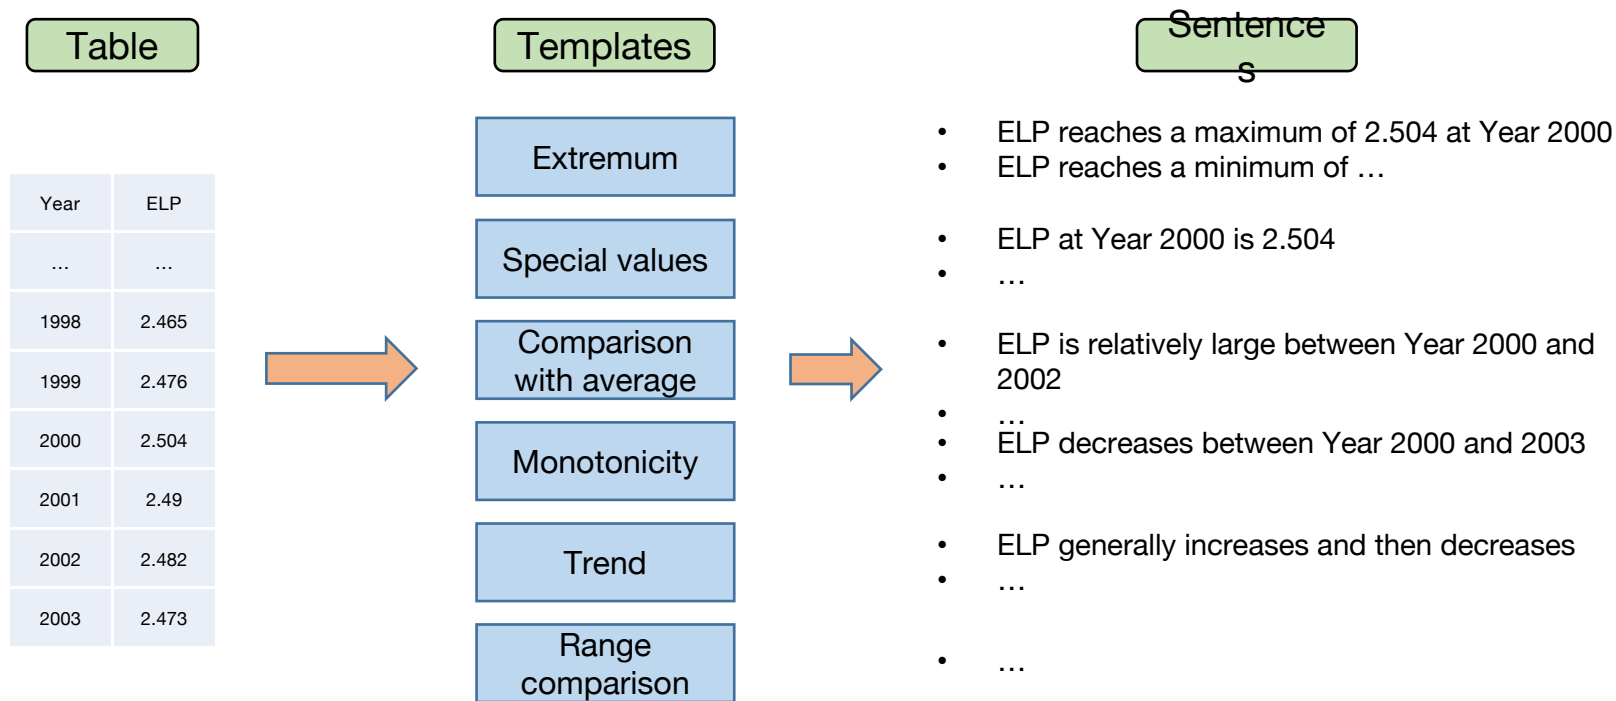 Table
Templates
Sentence
s
Year ELP
... ...
1998 2.465
1999 2.476
2000 2.504
2001 2.49
2002 2.482
2003 2.473
Extremum
Special values
Comparison
with average
Monotonicity
Trend
Range
comparison
• ELP reaches a maximum of 2.504 at Year 2000
• ELP reaches a minimum of ...
• ELP at Year 2000 is 2.504
• ...
• ELP is relatively large between Year 2000 and
2002
• ...
• ELP decreases between Year 2000 and 2003
• ...
• ELP generally increases and then decreases
• ...
• ...